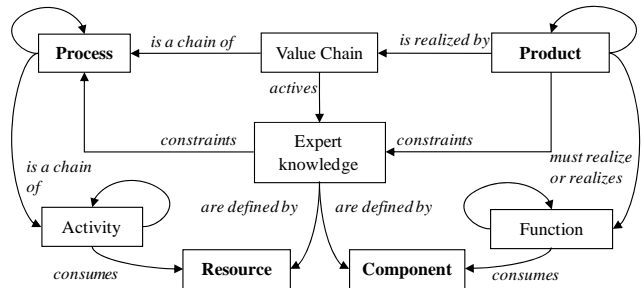 is a chain of
is realized by
Process
Value Chain
Product
actives
constraints
Expert
knowledge
constraints
is a chain
of
must realize
or realizes
Activity
are defined by
are defined by
Function
consumes
Resource
Component
consumes